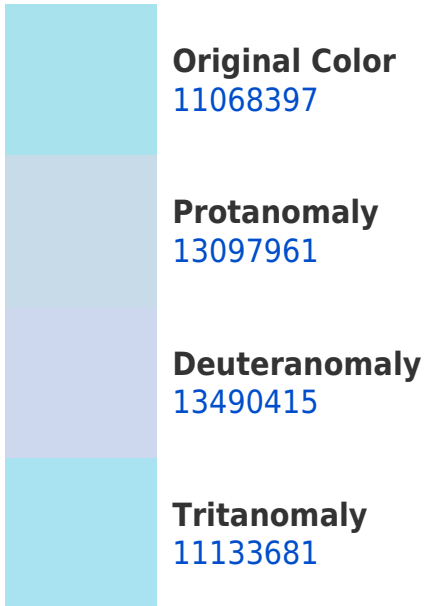 Original Color
11068397
Protanomaly
13097961
Deuteranomaly
13490415
Tritanomaly
11133681